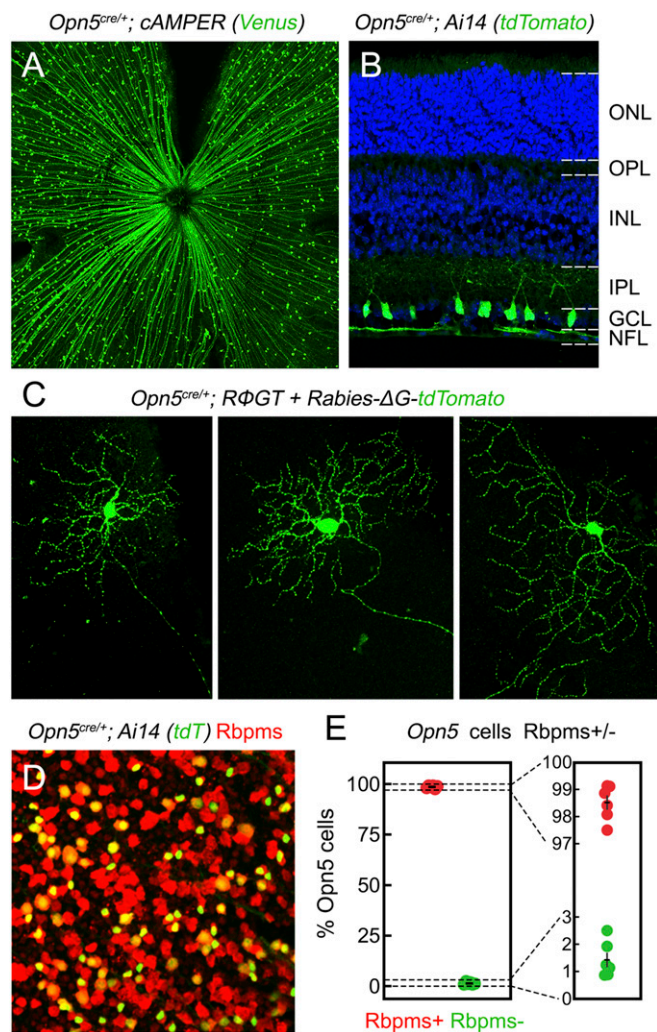 Opn5cre/+; cAMPER (Venus)
Opn5cre/+; Ai14 (tdTomato)
A
B
ONL
OPL
INL
IPL
GCL
NFL
C
Opn5cre/+; RΦGT + Rabies-ΔG-tdTomato
Opn5cre/+; Ai14 (tdT) Rbpms
D
E
Opn5 cells Rbpms+/-
% Opn5 cells
100
75
50
25
0
100
99
98
97
3
2
1
0
Rbpms+ Rbpms-